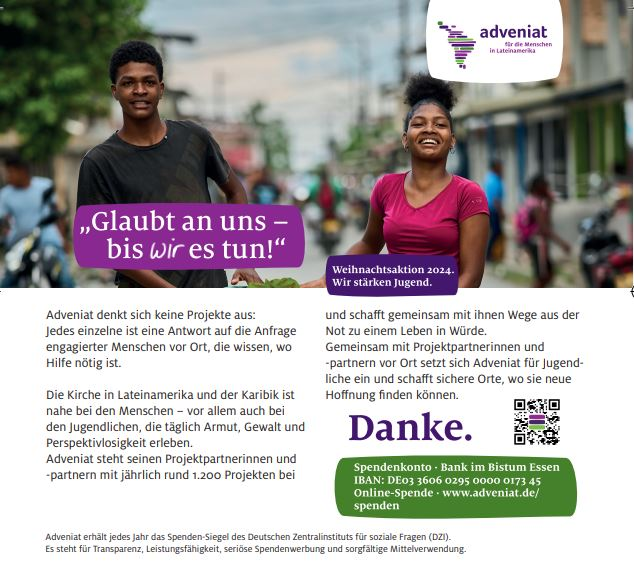 adveniat
für die Menschen
in Lateinamerika
„Glaubt an uns –
bis wir es tun!“
Weihnachtsaktion 2024.
Wir stärken Jugend.
Adveniat denkt sich keine Projekte aus:
Jedes einzelne ist eine Antwort auf die Anfrage
engagierter Menschen vor Ort, die wissen, wo
Hilfe nötig ist.
Die Kirche in Lateinamerika und der Karibik ist
nahe bei den Menschen – vor allem auch bei
den Jugendlichen, die täglich Armut, Gewalt und
Perspektivlosigkeit erleben.
Adveniat steht seinen Projektpartnerinnen und
-partnern mit jährlich rund 1.200 Projekten bei
und schafft gemeinsam mit ihnen Wege aus der
Not zu einem Leben in Würde.
Gemeinsam mit Projektpartnerinnen und
-partnern vor Ort setzt sich Adveniat für Jugend-
liche ein und schafft sichere Orte, wo sie neue
Hoffnung finden können.
Danke.
Spendenkonto · Bank im Bistum Essen
IBAN: DE03 3606 0295 0000 0173 45
Online-Spende · www.adveniat.de/
spenden
Adveniat erhält jedes Jahr das Spenden-Siegel des Deutschen Zentralinstituts für soziale Fragen (DZI).
Es steht für Transparenz, Leistungsfähigkeit, seriöse Spendenwerbung und sorgfältige Mittelverwendung.